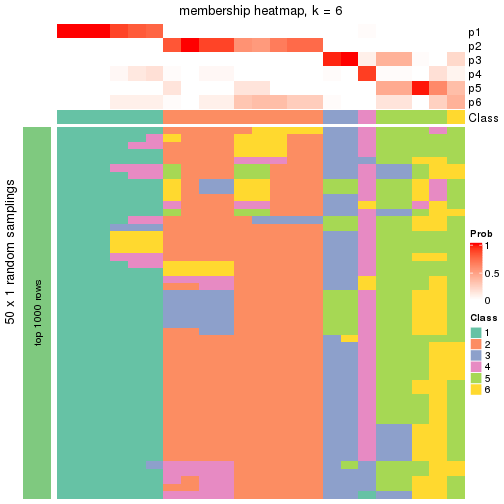 membership heatmap, k = 6
p1
p2
p3
p4
p5
p6
Class
50 x 1 random samplings
top 1000 rows
Prob
1
0.5
0
Class
1
2
3
4
5
6